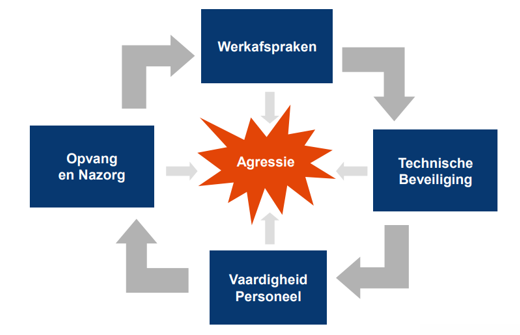 Werkafspraken
Opvang
en Nazorg
Agressie
Technische
Beveiliging
Vaardigheid
Personeel